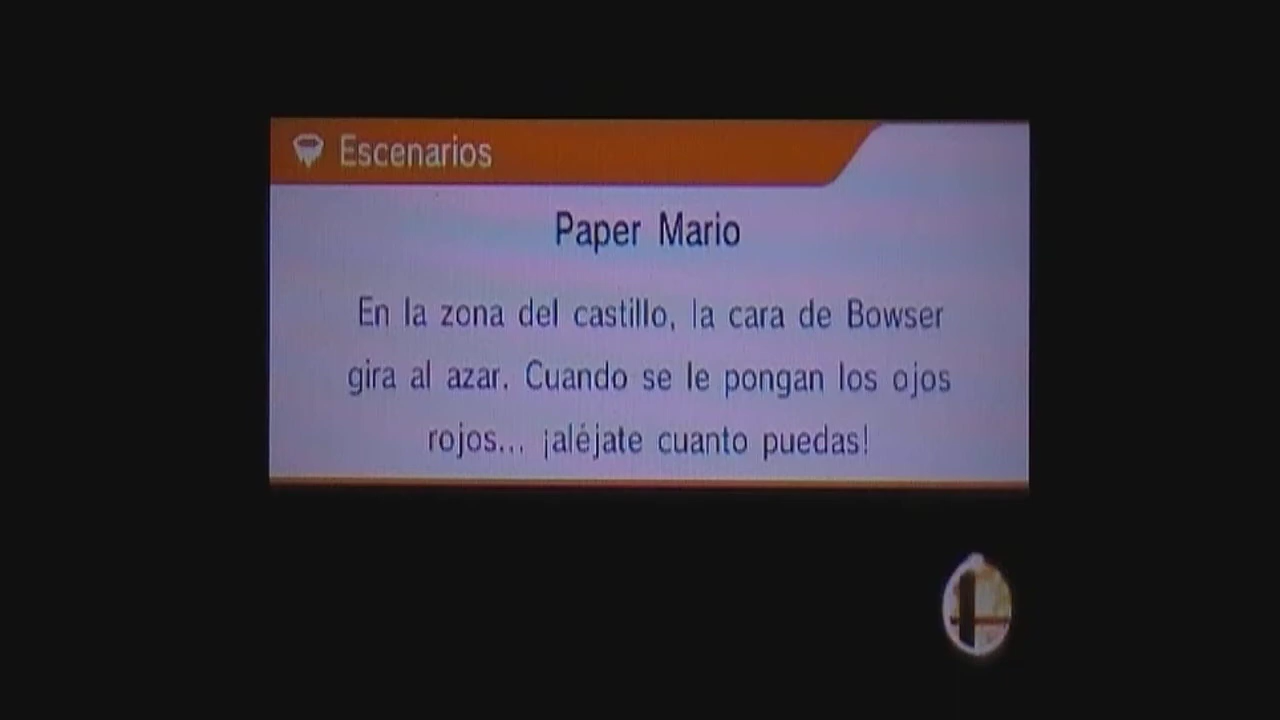 Escenarios
Paper Mario
En la zona del castillo, la cara de Bowser
gira al azar. Cuando se le pongan los ojos
rojos... ¡aléjate cuanto puedas!